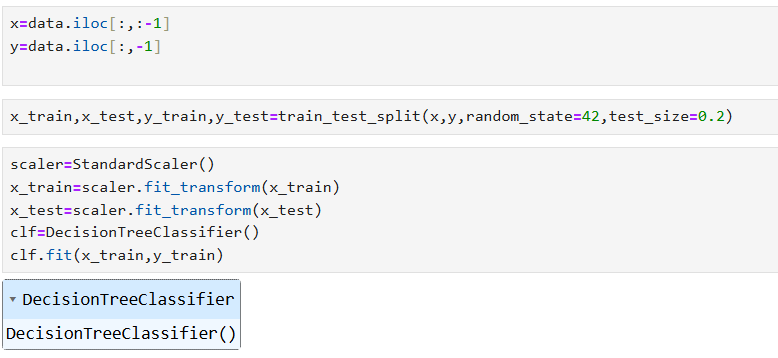 x=data.iloc[:,:-1]
y=data.iloc[:,-1]
x_train,x_test,y_train,y_test=train_test_split(x,y,random_state=42,test_size=0.2)
scaler=StandardScaler()
x_train=scaler.fit_transform(x_train)
x_test=scaler.fit_transform(x_test)
clf=DecisionTreeClassifier()
clf.fit(x_train,y_train)
DecisionTreeClassifier
DecisionTreeClassifier()